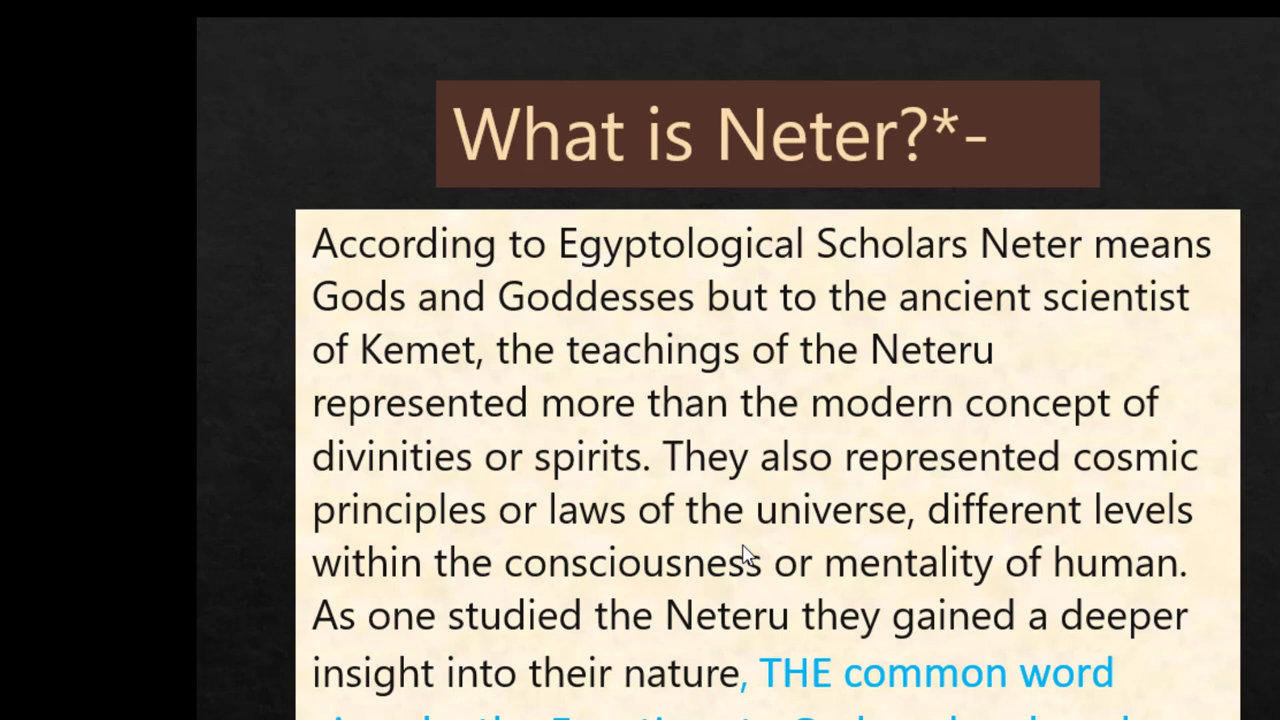 What is Neter?*-
According to Egyptological Scholars Neter means
Gods and Goddesses but to the ancient scientist
of Kemet, the teachings of the Neteru
represented more than the modern concept of
divinities or spirits. They also represented cosmic
principles or laws of the universe, different levels
within the consciousness or mentality of human.
As one studied the Neteru they gained a deeper
insight into their nature, THE common word